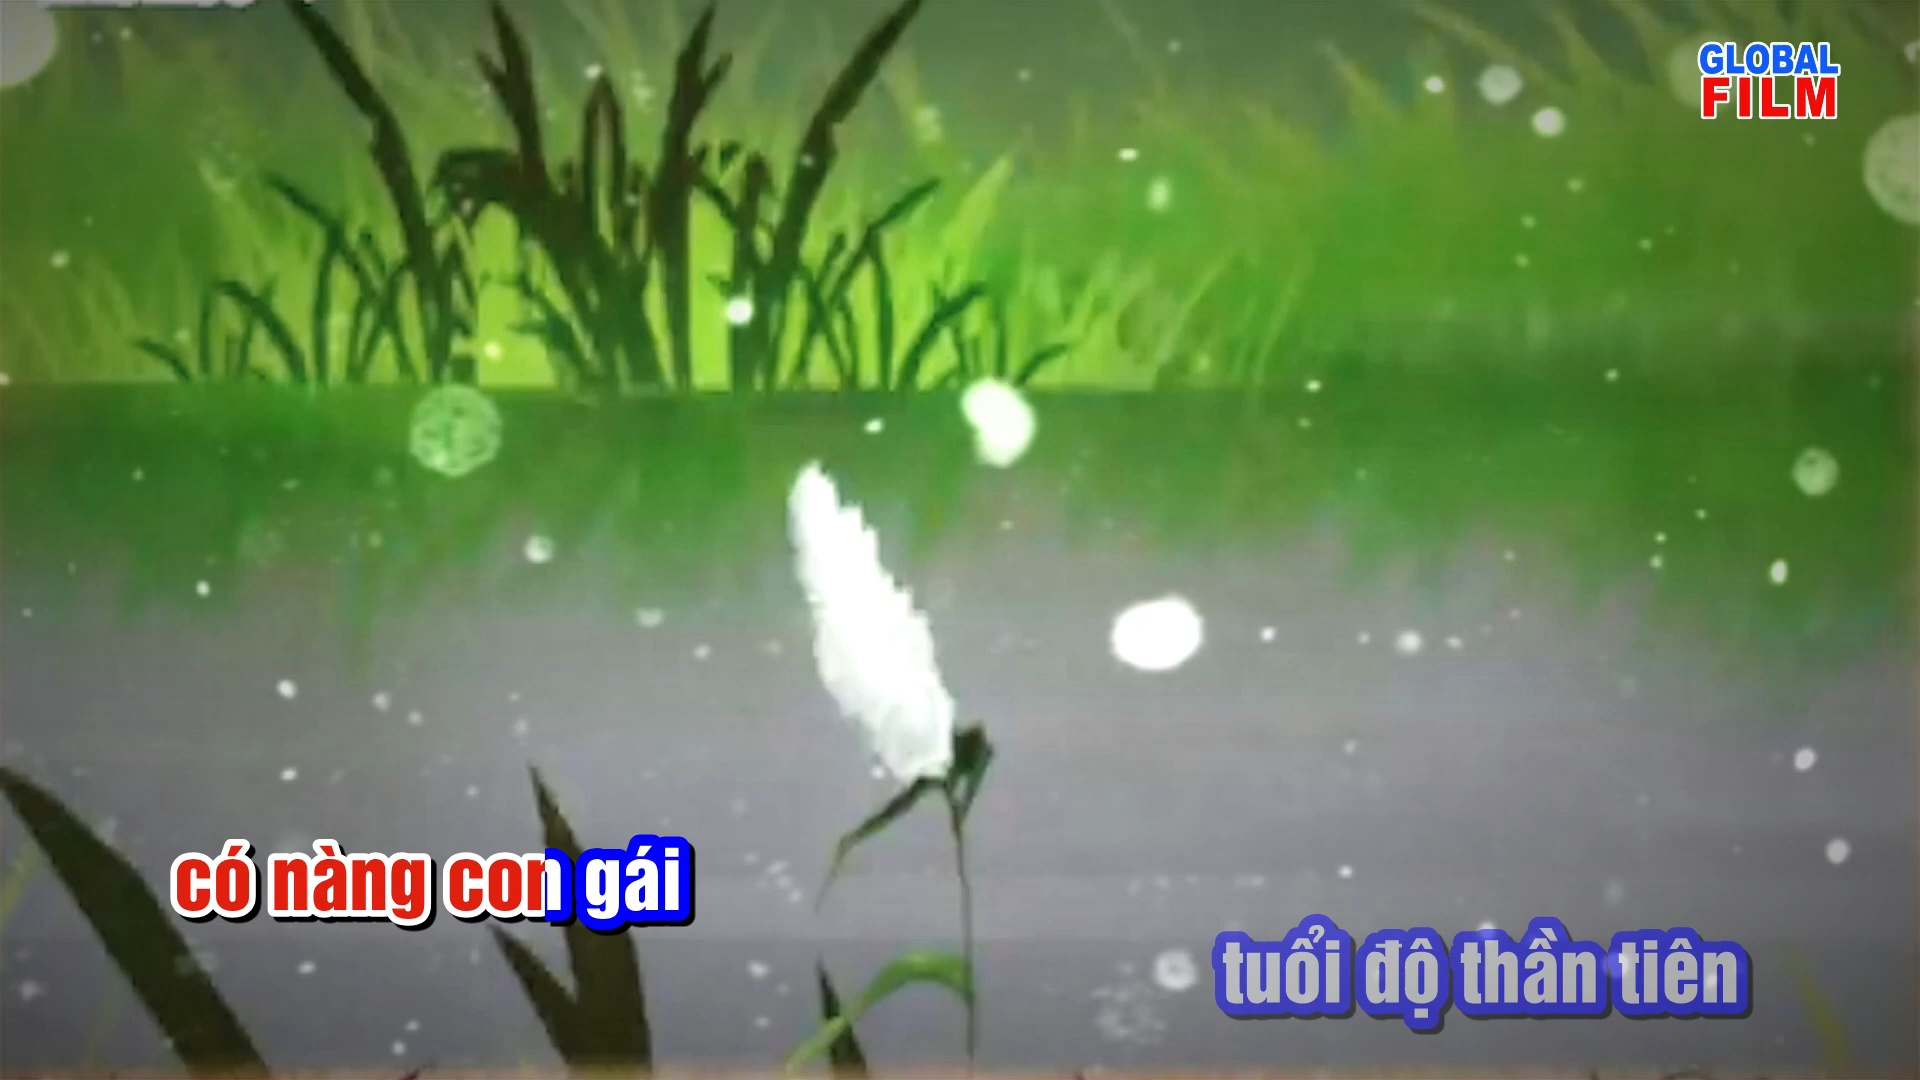 GLOBAL
FILM
có nàng con gái
tuổi độ thần tiên